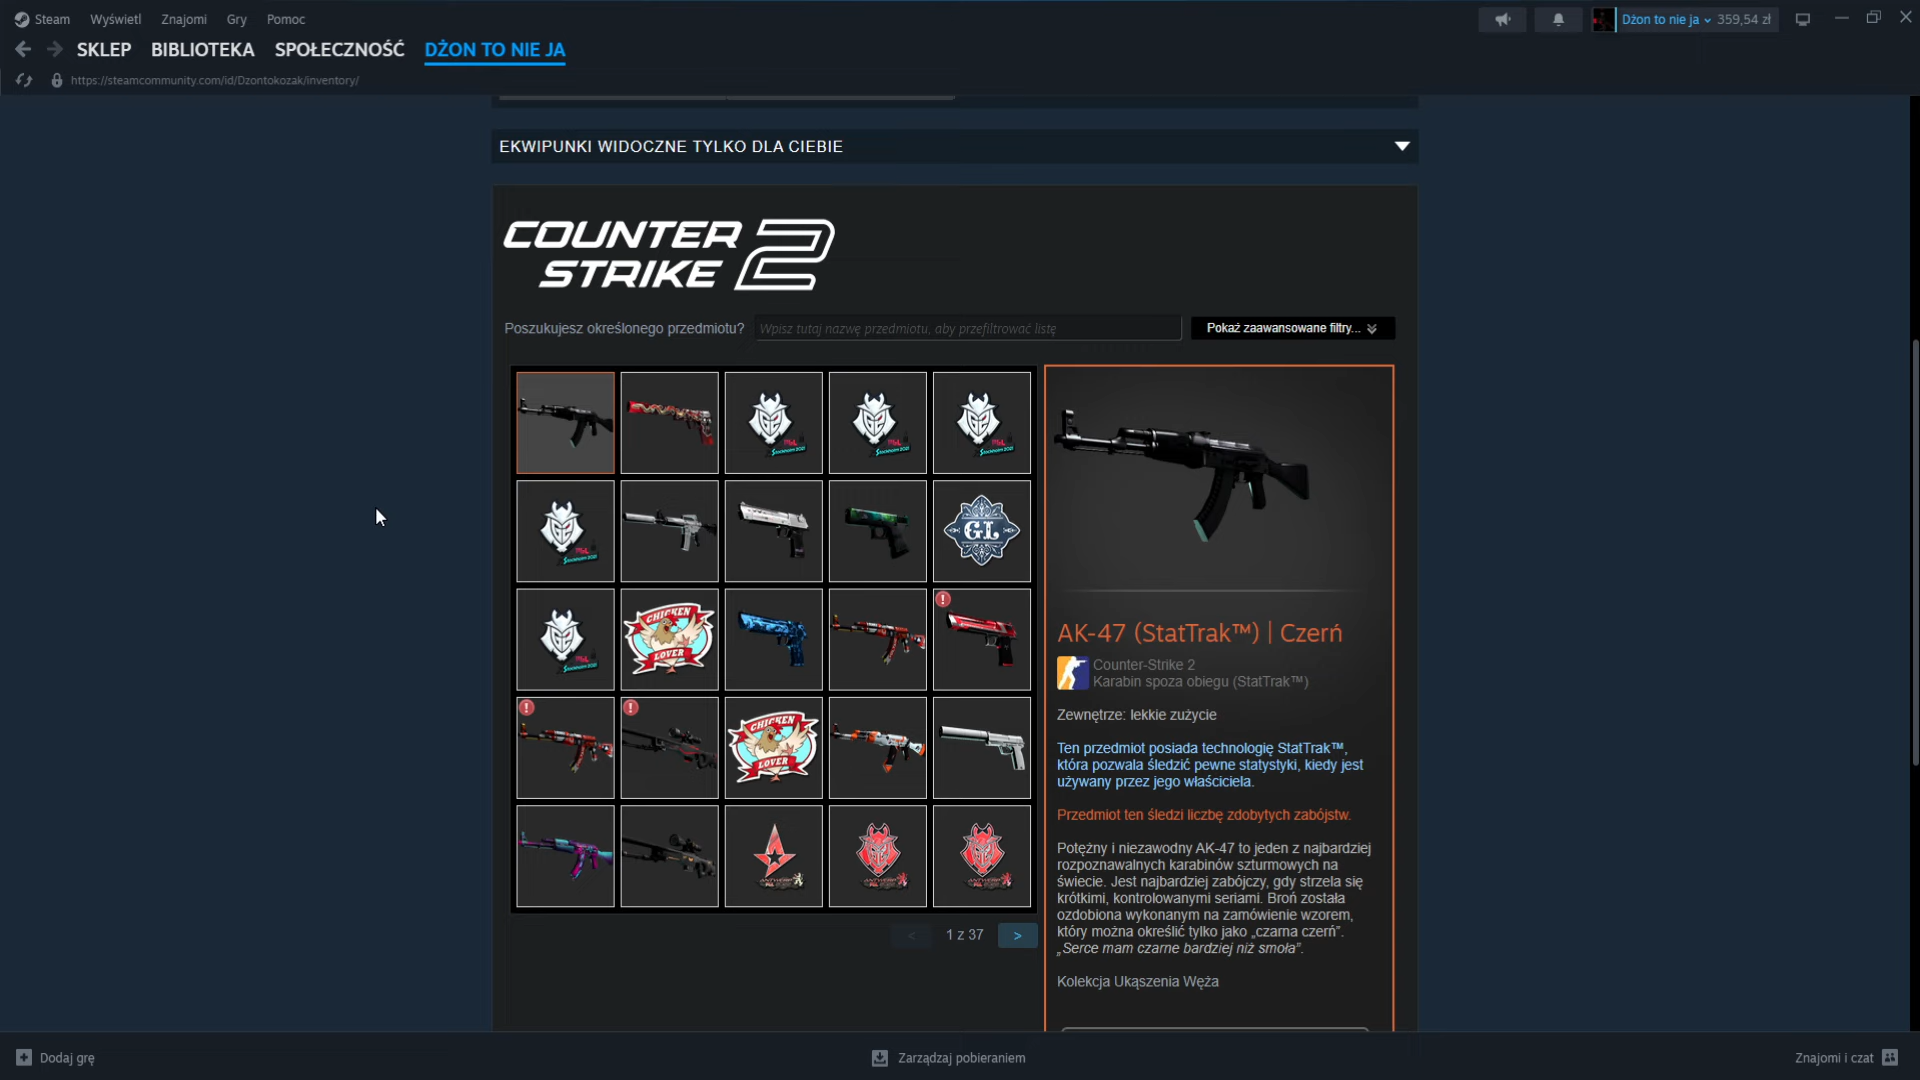 Steam Wyświetl Znajomi Gry Pomoc
Dżon to nie ja 359,54 zł
SKLEP BIBLIOTEKA SPOŁECZNOŚĆ DŻON TO NIE JA
https://steamcommunity.com/id/Dzontokozak/inventory/
EKWIPUNKI WIDOCZNE TYLKO DLA CIEBIE
COUNTER
STRIKE 2
Poszukujesz określonego przedmiotu? Wpisz tutaj nazwę przedmiotu, aby przefiltrować listę Pokaż zaawansowane filtry...
G.I.
CHICKEN
LOVER
CHICKEN
LOVER
1 z 37
AK-47 (StatTrak™) | Czerń
Counter-Strike 2
Karabin spoza obiegu (StatTrak™)
Zewnętrze: lekkie zużycie
Ten przedmiot posiada technologię StatTrak™,
która pozwala śledzić pewne statystyki, kiedy jest
używany przez jego właściciela.
Przedmiot ten śledzi liczbę zdobytych zabójstw.
Potężny i niezawodny AK-47 to jeden z najbardziej
rozpoznawalnych karabinów szturmowych na
świecie. Jest najbardziej zabójczy, gdy strzela się
krótkimi, kontrolowanymi seriami. Broń została
ozdobiona wykonanym na zamówienie wzorem,
który można określić tylko jako „czarna czerń”.
„Serce mam czarne bardziej niż smoła”.
Kolekcja Ukąszenia Węża
Dodaj grę
Zarządzaj pobieraniem
Znajomi i czat